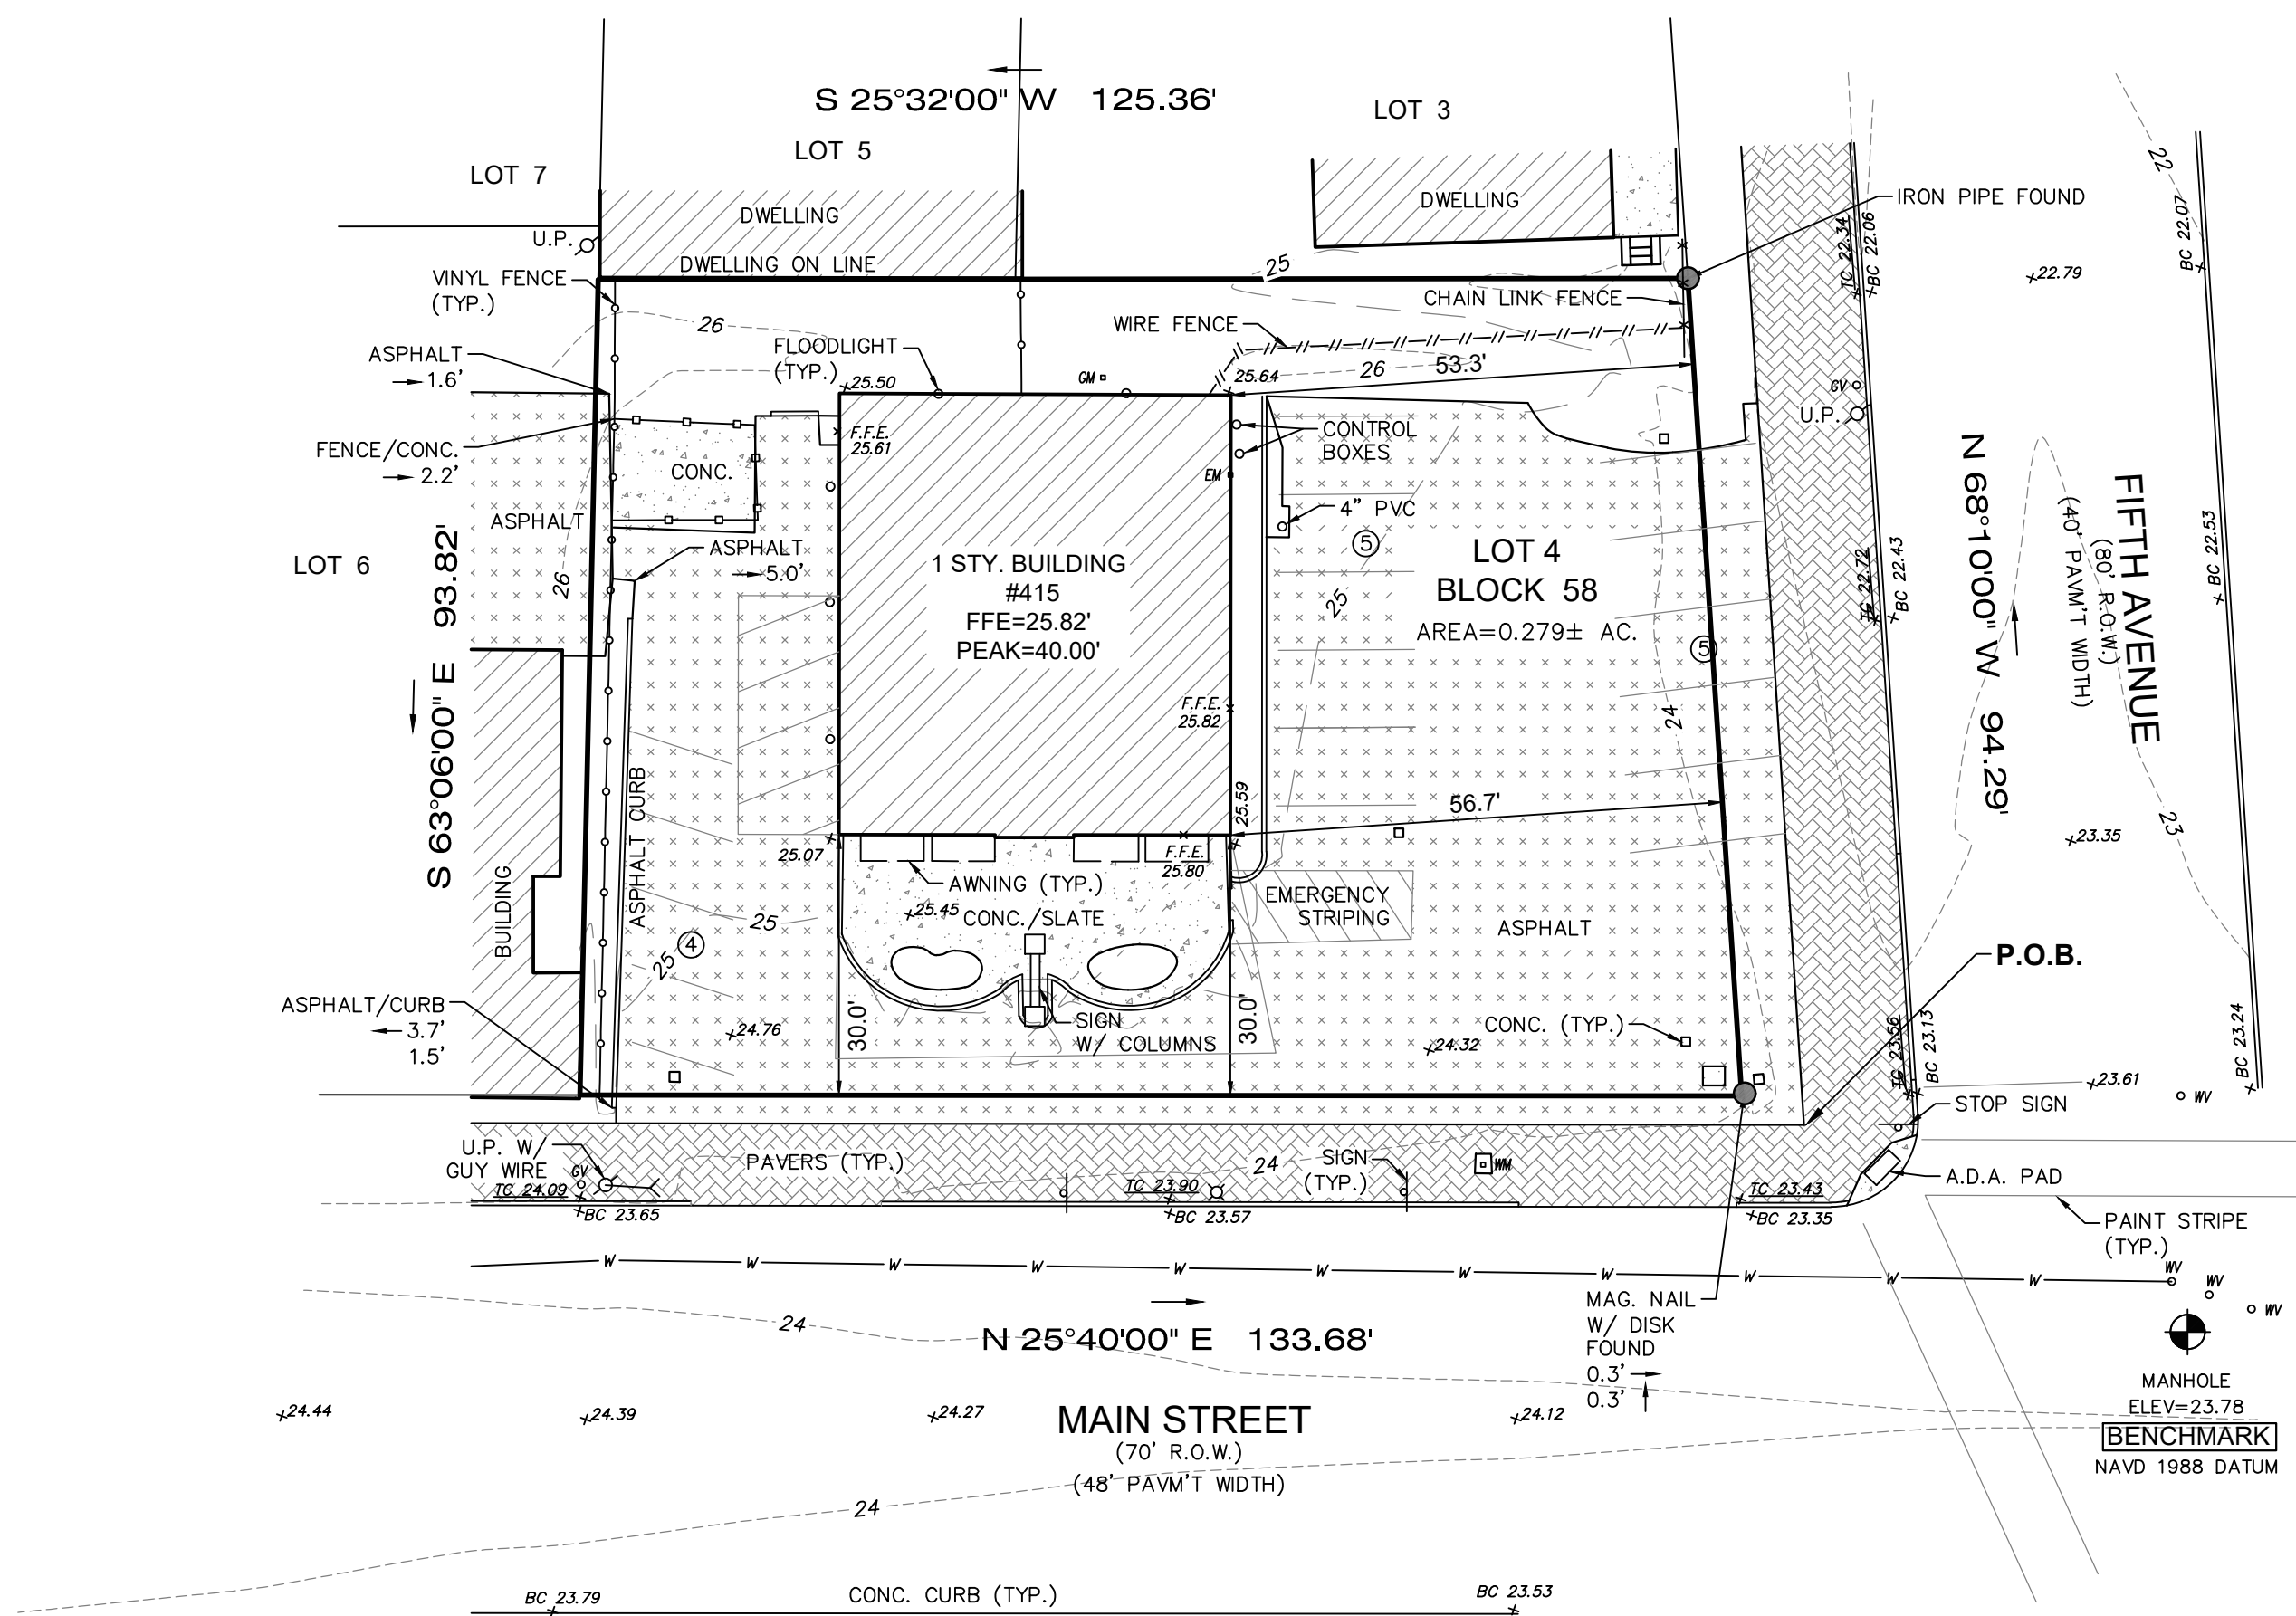 S 25°32'00" W 125.36'
LOT 3
LOT 5
LOT 7
DWELLING
DWELLING
IRON PIPE FOUND
U.P.
DWELLING ON LINE
25
VINYL FENCE
(TYP.)
CHAIN LINK FENCE
WIRE FENCE
26
FLOODLIGHT
(TYP.)
ASPHALT
1.6'
25.50
GM
25.64
26
53.3'
TC 22.34
BC 22.06
22
BC 22.07
22.79
GV
U.P.
FENCE/CONC.
2.2'
CONC.
F.F.E.
25.61
CONTROL
BOXES
EM
4" PVC
5
ASPHALT
ASPHALT
5.0'
LOT 6
26
S 63°06'00" E 93.82'
1 STY. BUILDING
#415
FFE=25.82'
PEAK=40.00'
LOT 4
BLOCK 58
AREA=0.279± AC.
25
5
24
TC 22.72
BC 22.43
N 68°10'00" W 94.29'
FIFTH AVENUE
(80' R.O.W.)
(40' PAVM'T WIDTH)
BC 22.53
F.F.E.
25.82
ASPHALT CURB
BUILDING
25.59
56.7'
23.35
23
25.07
F.F.E.
25.80
AWNING (TYP.)
25.45
CONC./SLATE
EMERGENCY
STRIPING
ASPHALT
25
4
25
P.O.B.
ASPHALT/CURB
3.7'
1.5'
24.76
30.0'
SIGN
W/ COLUMNS
30.0'
CONC. (TYP.)
24.32
TC 23.56
BC 23.13
BC 23.24
23.61
WV
STOP SIGN
U.P. W/
GUY WIRE
GV
PAVERS (TYP.)
24
SIGN
(TYP.)
WM
A.D.A. PAD
TC 24.09
BC 23.65
TC 23.90
BC 23.57
TC 23.43
BC 23.35
PAINT STRIPE
(TYP.)
W W W W W W W W W W W
WV
WV
WV
MAG. NAIL
W/ DISK
FOUND
0.3'
0.3'
24
N 25°40'00" E 133.68'
MANHOLE
ELEV=23.78
BENCHMARK
NAVD 1988 DATUM
24.44
24.39
24.27
MAIN STREET
24.12
(70' R.O.W.)
(48' PAVM'T WIDTH)
24
BC 23.79
CONC. CURB (TYP.)
BC 23.53